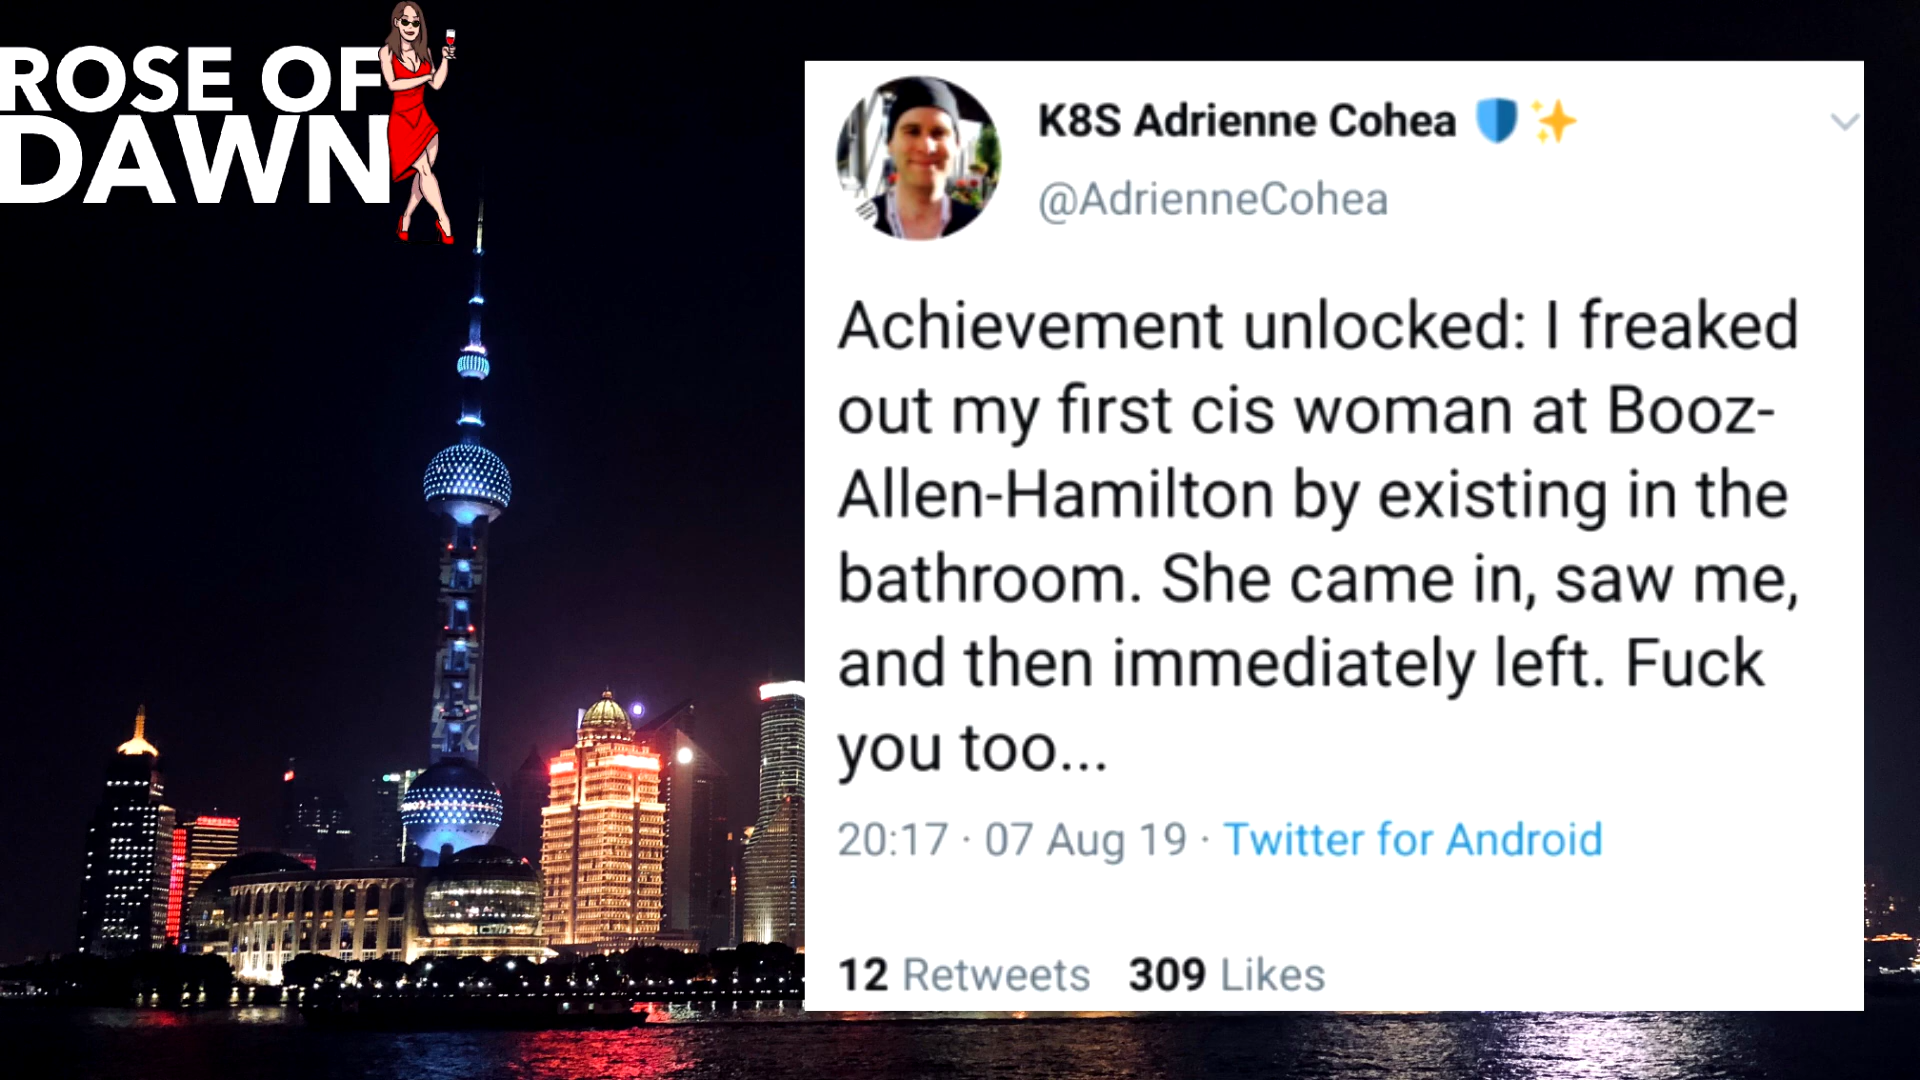 ROSE OF
DAWN
K8S Adrienne Cohea 🛡️✨
@AdrienneCohea
Achievement unlocked: I freaked
out my first cis woman at Booz-
Allen-Hamilton by existing in the
bathroom. She came in, saw me,
and then immediately left. Fuck
you too...
20:17 · 07 Aug 19 · Twitter for Android
12 Retweets 309 Likes